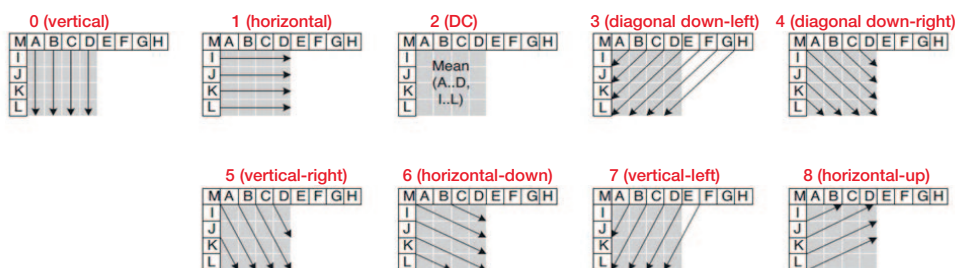 0 (vertical)
M A B C D E F G H
I
J
K
L
1 (horizontal)
M A B C D E F G H
I
J
K
L
2 (DC)
M A B C D E F G H
I
J
K
L
Mean
(A..D,
I..L)
3 (diagonal down-left)
M A B C D E F G H
I
J
K
L
4 (diagonal down-right)
M A B C D E F G H
I
J
K
L
5 (vertical-right)
M A B C D E F G H
I
J
K
L
6 (horizontal-down)
M A B C D E F G H
I
J
K
L
7 (vertical-left)
M A B C D E F G H
I
J
K
L
8 (horizontal-up)
M A B C D E F G H
I
J
K
L